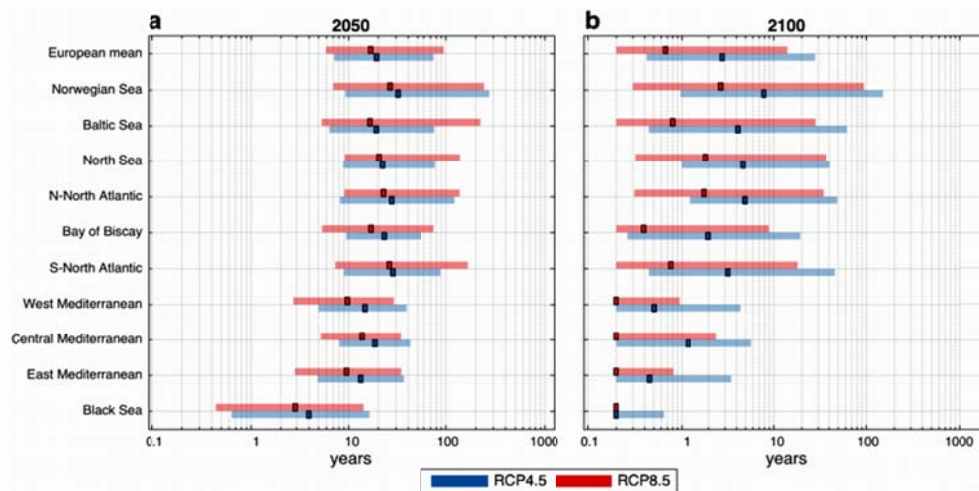 a
2050
b
2100
European mean
Norwegian Sea
Baltic Sea
North Sea
N-North Atlantic
Bay of Biscay
S-North Atlantic
West Mediterranean
Central Mediterranean
East Mediterranean
Black Sea
0.1 1 10 100 1000
0.1 1 10 100 1000
years
years
RCP4.5 RCP8.5